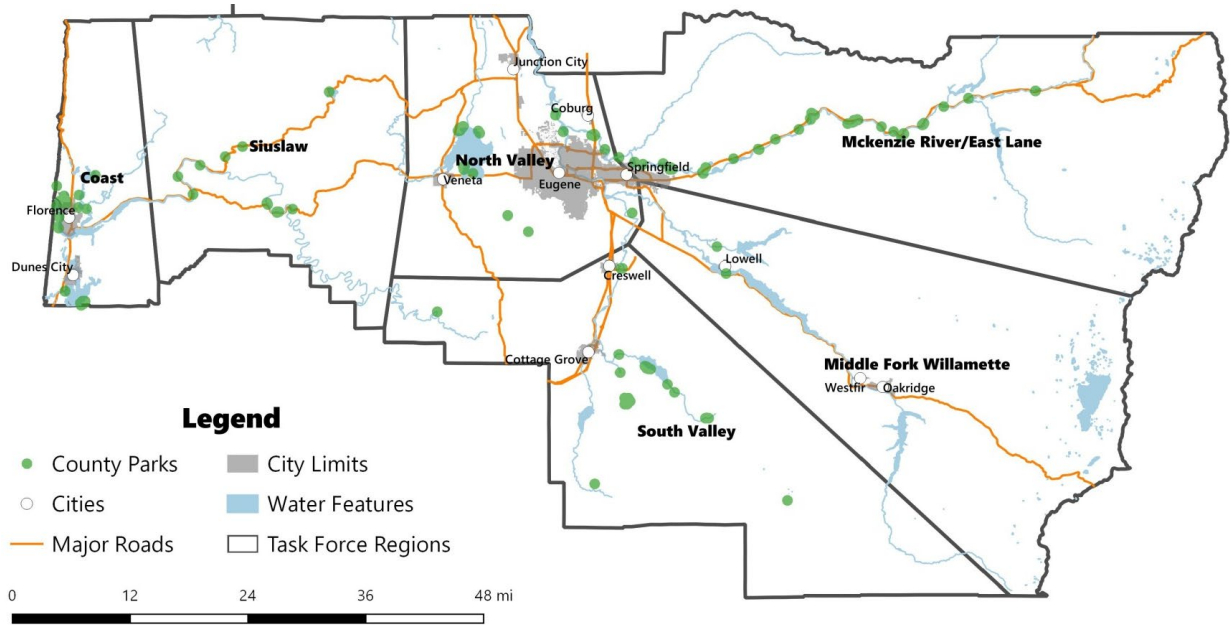 Junction City
Coburg
Siuslaw
Mckenzie River/East Lane
North Valley
Springfield
Coast
Veneta
Eugene
Florence
Lowell
Dunes City
Creswell
Cottage Grove
Middle Fork Willamette
Westfir
Oakridge
South Valley
Legend
County Parks
City Limits
Cities
Water Features
Major Roads
Task Force Regions
0 12 24 36 48 mi